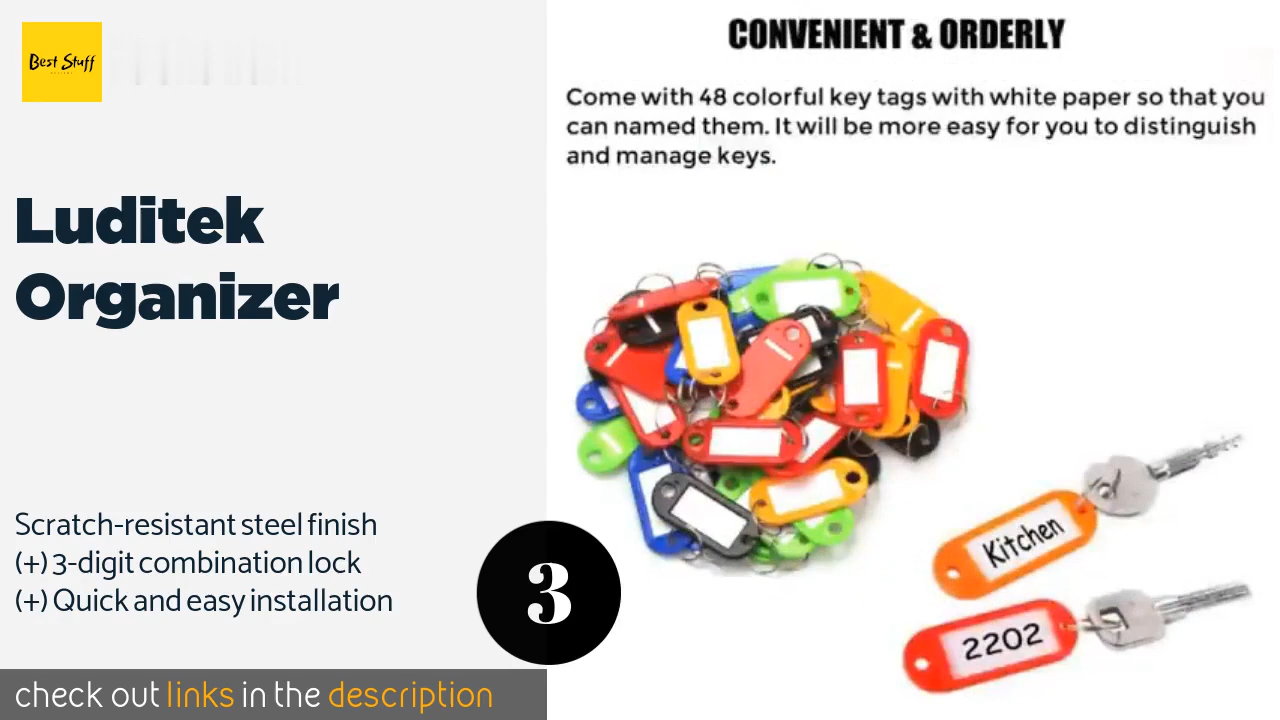 Best Stuff
Luditek
Organizer
Scratch-resistant steel finish
(+) 3-digit combination lock
(+) Quick and easy installation
check out links in the description
3
CONVENIENT & ORDERLY
Come with 48 colorful key tags with white paper so that you
can named them. It will be more easy for you to distinguish
and manage keys.
Kitchen
2202